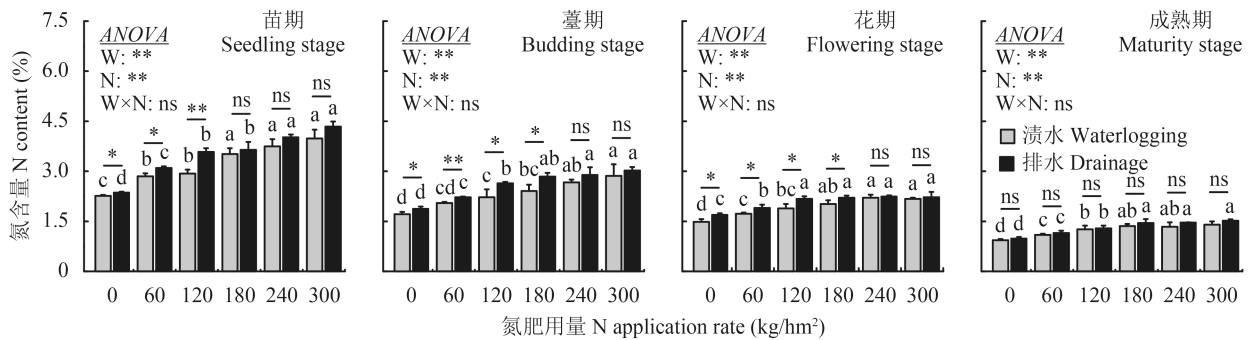 氮含量 N content (%)
7.5
6.0
4.5
3.0
1.5
0
苗期
Seedling stage
ANOVA
W: **
N: **
W×N: ns
* * ** ns ns ns
c d b c b b a b a a a a
0 60 120 180 240 300
薹期
Budding stage
ANOVA
W: **
N: **
W×N: ns
* ** * * ns ns
d d cd c c b b ab ab a a a
0 60 120 180 240 300
花期
Flowering stage
ANOVA
W: **
N: **
W×N: ns
* * * * ns ns
d c c b bc a ab a a a a a
0 60 120 180 240 300
成熟期
Maturity stage
ANOVA
W: **
N: **
W×N: ns
渍水 Waterlogging
排水 Drainage
ns ns ns ns ns ns
d d c c b b ab a ab a a
0 60 120 180 240 300
氮肥用量 N application rate (kg/hm²)